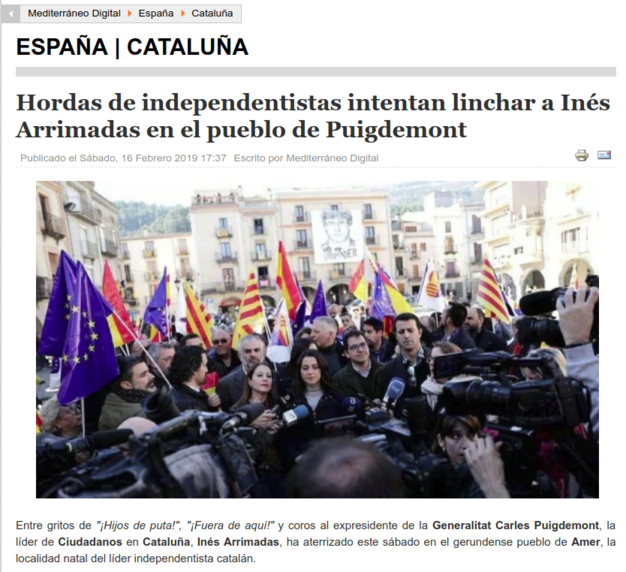 Mediterráneo Digital España Cataluña
ESPAÑA | CATALUÑA
Hordas de independentistas intentan linchar a Inés
Arrimadas en el pueblo de Puigdemont
Publicado el Sábado, 16 Febrero 2019 17:37 Escrito por Mediterráneo Digital
Entre gritos de "¡Hijos de puta!", "¡Fuera de aquí!" y coros al expresidente de la Generalitat Carles Puigdemont, la
líder de Ciudadanos en Cataluña, Inés Arrimadas, ha aterrizado este sábado en el gerundense pueblo de Amer, la
localidad natal del líder independentista catalán.